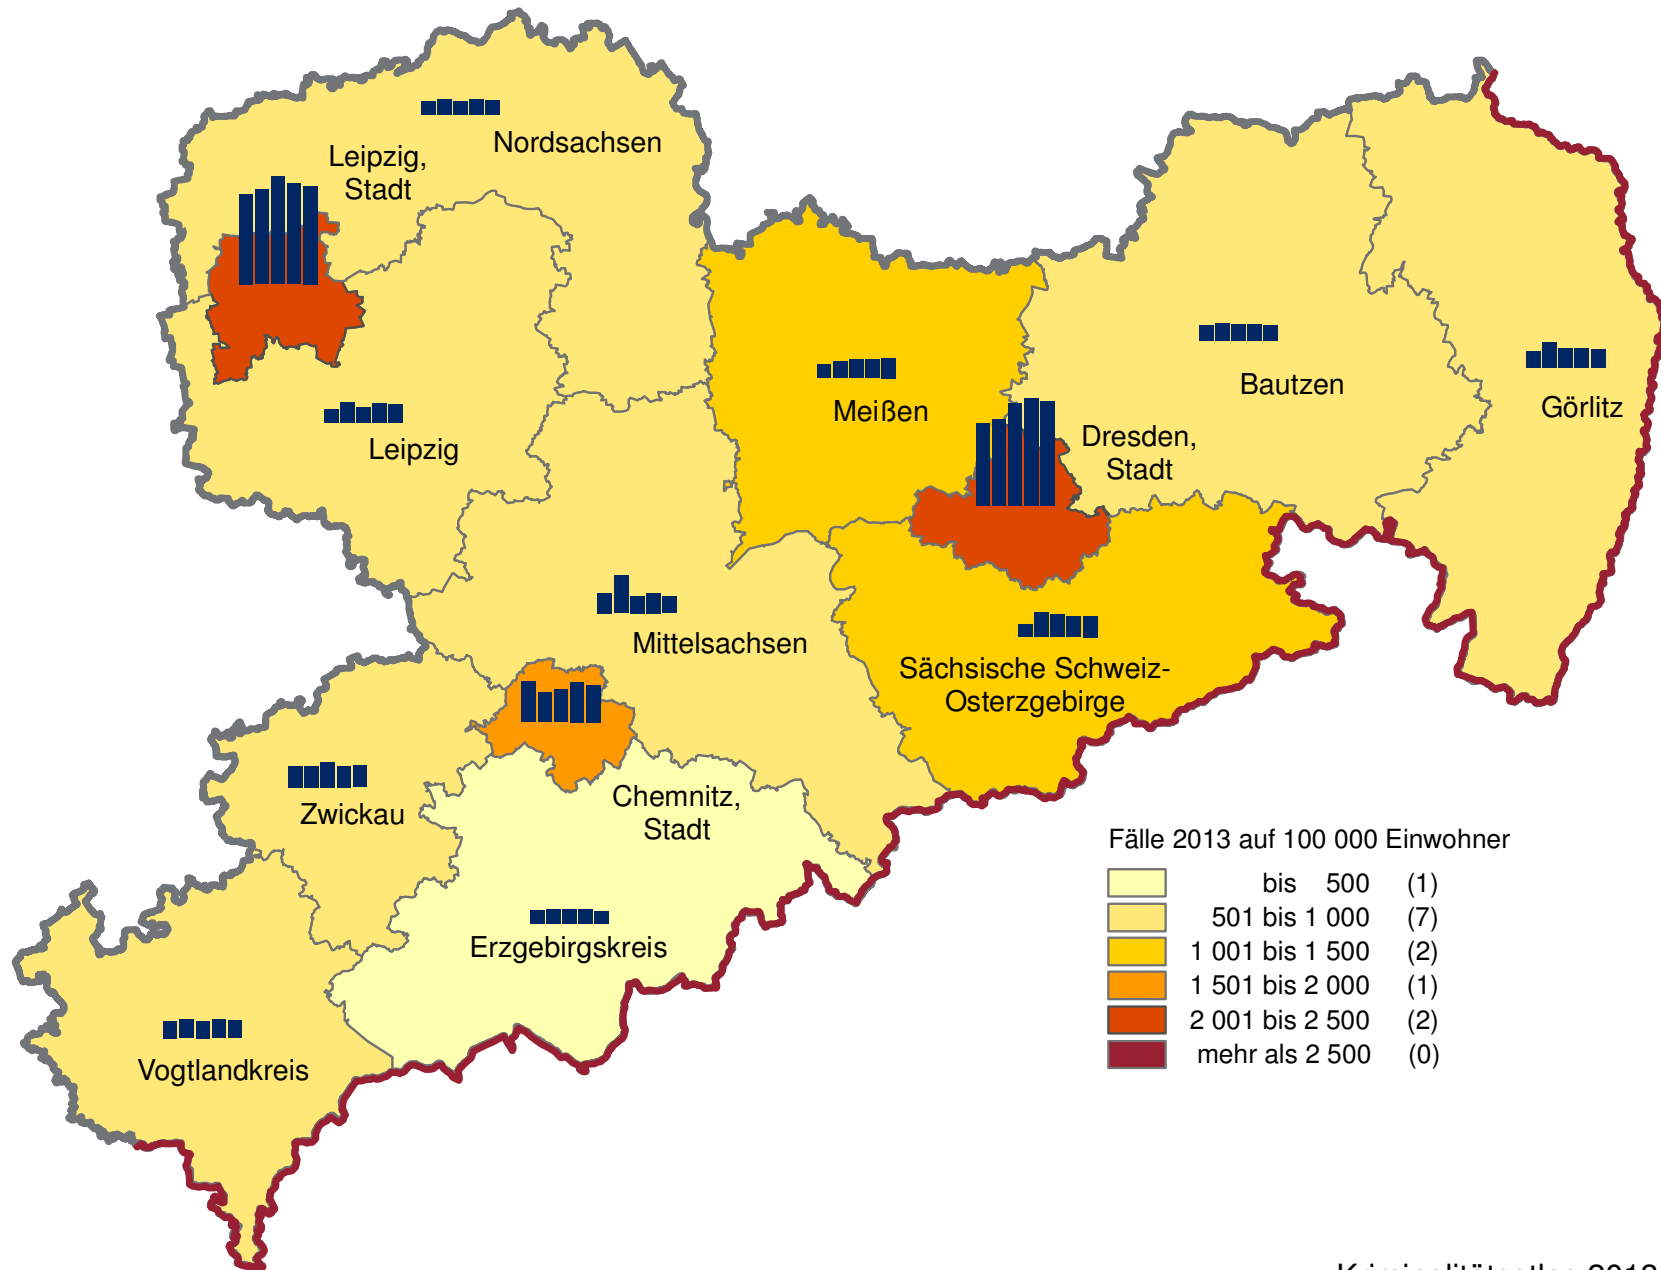 Nordsachsen
Leipzig,
Stadt
Leipzig
Meißen
Bautzen
Görlitz
Dresden,
Stadt
Mittelsachsen
Sächsische Schweiz-
Osterzgebirge
Zwickau
Chemnitz,
Stadt
Erzgebirgskreis
Vogtlandkreis
Fälle 2013 auf 100 000 Einwohner
bis 500 (1)
501 bis 1 000 (7)
1 001 bis 1 500 (2)
1 501 bis 2 000 (1)
2 001 bis 2 500 (2)
mehr als 2 500 (0)
Kriminalitätsatlas 2013